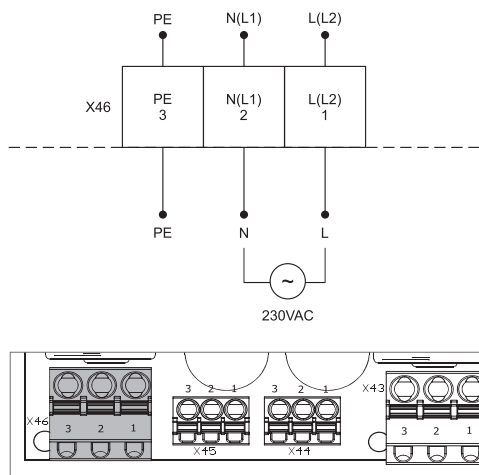 PE N(L1) L(L2)
X46
PE N(L1) L(L2)
3 2 1
PE N L
~
230VAC
3 2 1 3 2 1 X43
X46 3 2 1 3 2 1
X45 X44